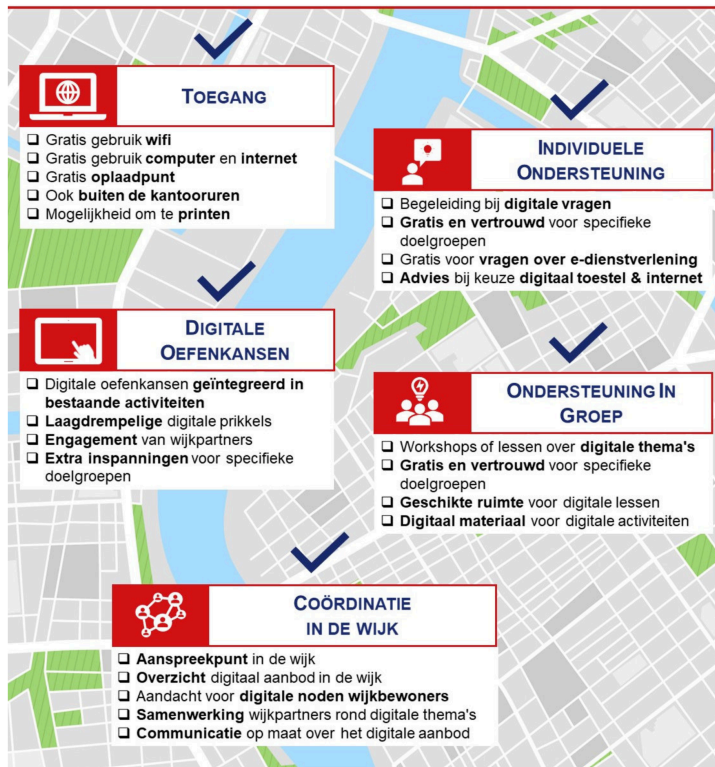 TOEGANG
❑ Gratis gebruik wifi
❑ Gratis gebruik computer en internet
❑ Gratis oplaadpunt
❑ Ook buiten de kantooruren
❑ Mogelijkheid om te printen
INDIVIDUELE
ONDERSTEUNING
❑ Begeleiding bij digitale vragen
❑ Gratis en vertrouwd voor specifieke
doelgroepen
❑ Gratis voor vragen over e-dienstverlening
❑ Advies bij keuze digitaal toestel & internet
DIGITALE
OEFENKANSEN
❑ Digitale oefenkansen geïntegreerd in
bestaande activiteiten
❑ Laagdrempelige digitale prikkels
❑ Engagement van wijkpartners
❑ Extra inspanningen voor specifieke
doelgroepen
ONDERSTEUNING IN
GROEP
❑ Workshops of lessen over digitale thema's
❑ Gratis en vertrouwd voor specifieke
doelgroepen
❑ Geschikte ruimte voor digitale lessen
❑ Digitaal materiaal voor digitale activiteiten
COÖRDINATIE
IN DE WIJK
❑ Aanspreekpunt in de wijk
❑ Overzicht digitaal aanbod in de wijk
❑ Aandacht voor digitale noden wijkbewoners
❑ Samenwerking wijkpartners rond digitale thema's
❑ Communicatie op maat over het digitale aanbod